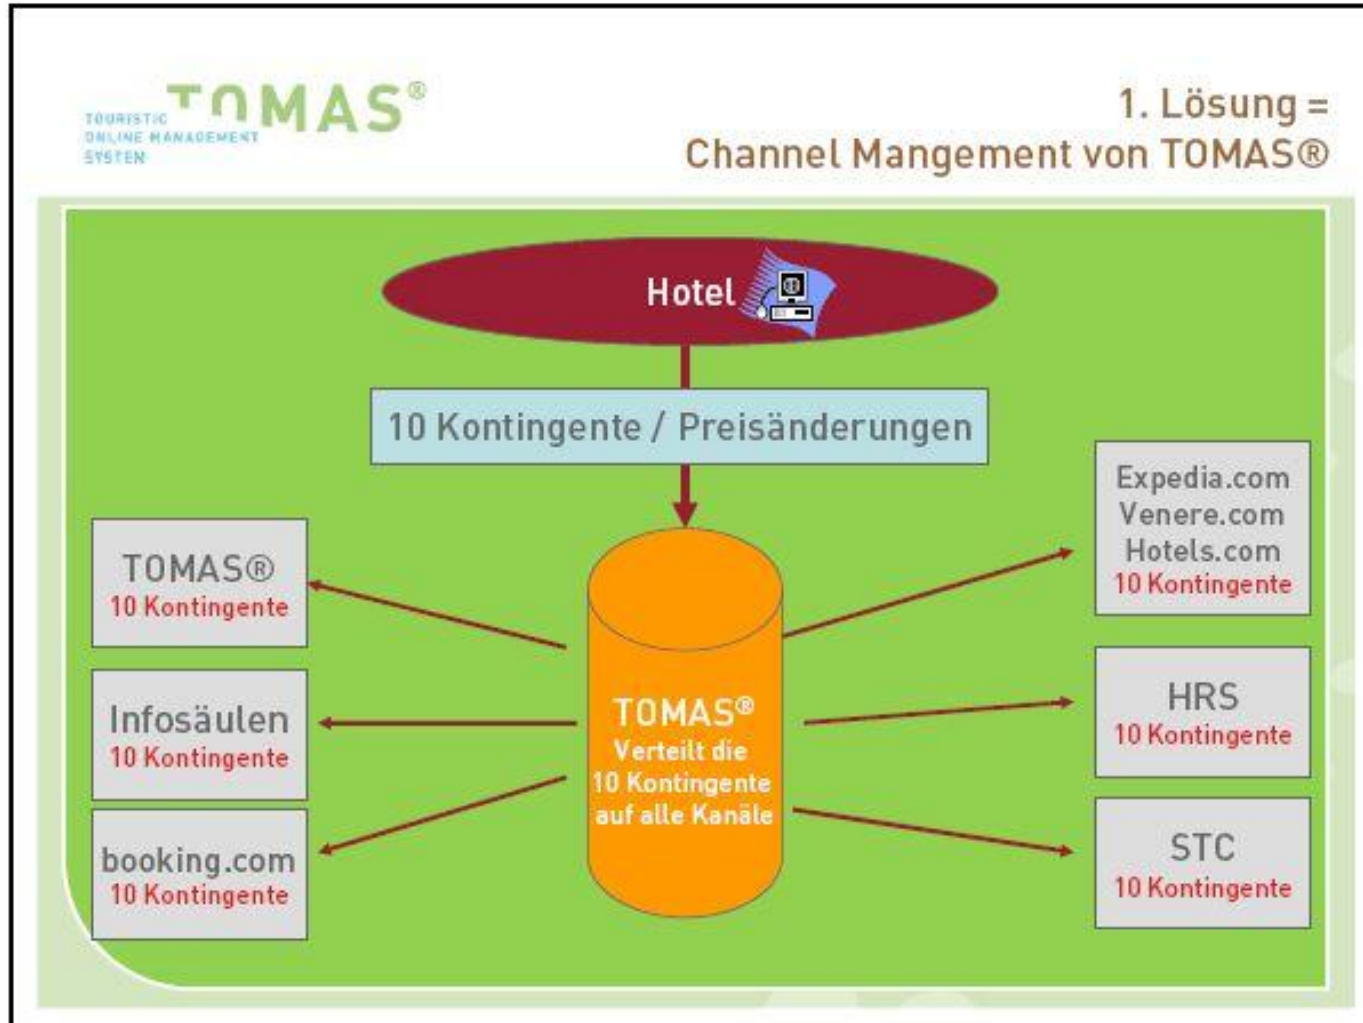 TOMAS®
TOURISTIC
ONLINE MANAGEMENT
SYSTEM
1. Lösung =
Channel Mangement von TOMAS®
Hotel
10 Kontingente / Preisänderungen
TOMAS®
10 Kontingente
Infosäulen
10 Kontingente
booking.com
10 Kontingente
TOMAS®
Verteilt die
10 Kontingente
auf alle Kanäle
Expedia.com
Venere.com
Hotels.com
10 Kontingente
HRS
10 Kontingente
STC
10 Kontingente